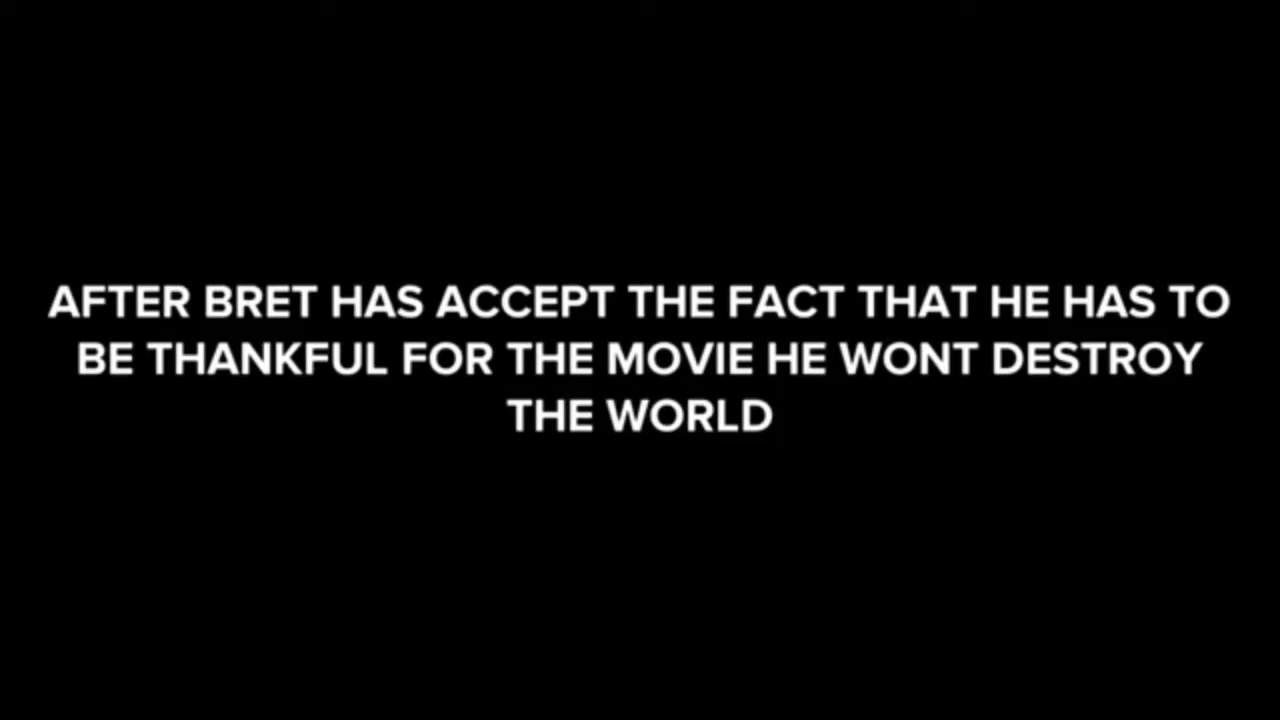 AFTER BRET HAS ACCEPT THE FACT THAT HE HAS TO
BE THANKFUL FOR THE MOVIE HE WONT DESTROY
THE WORLD